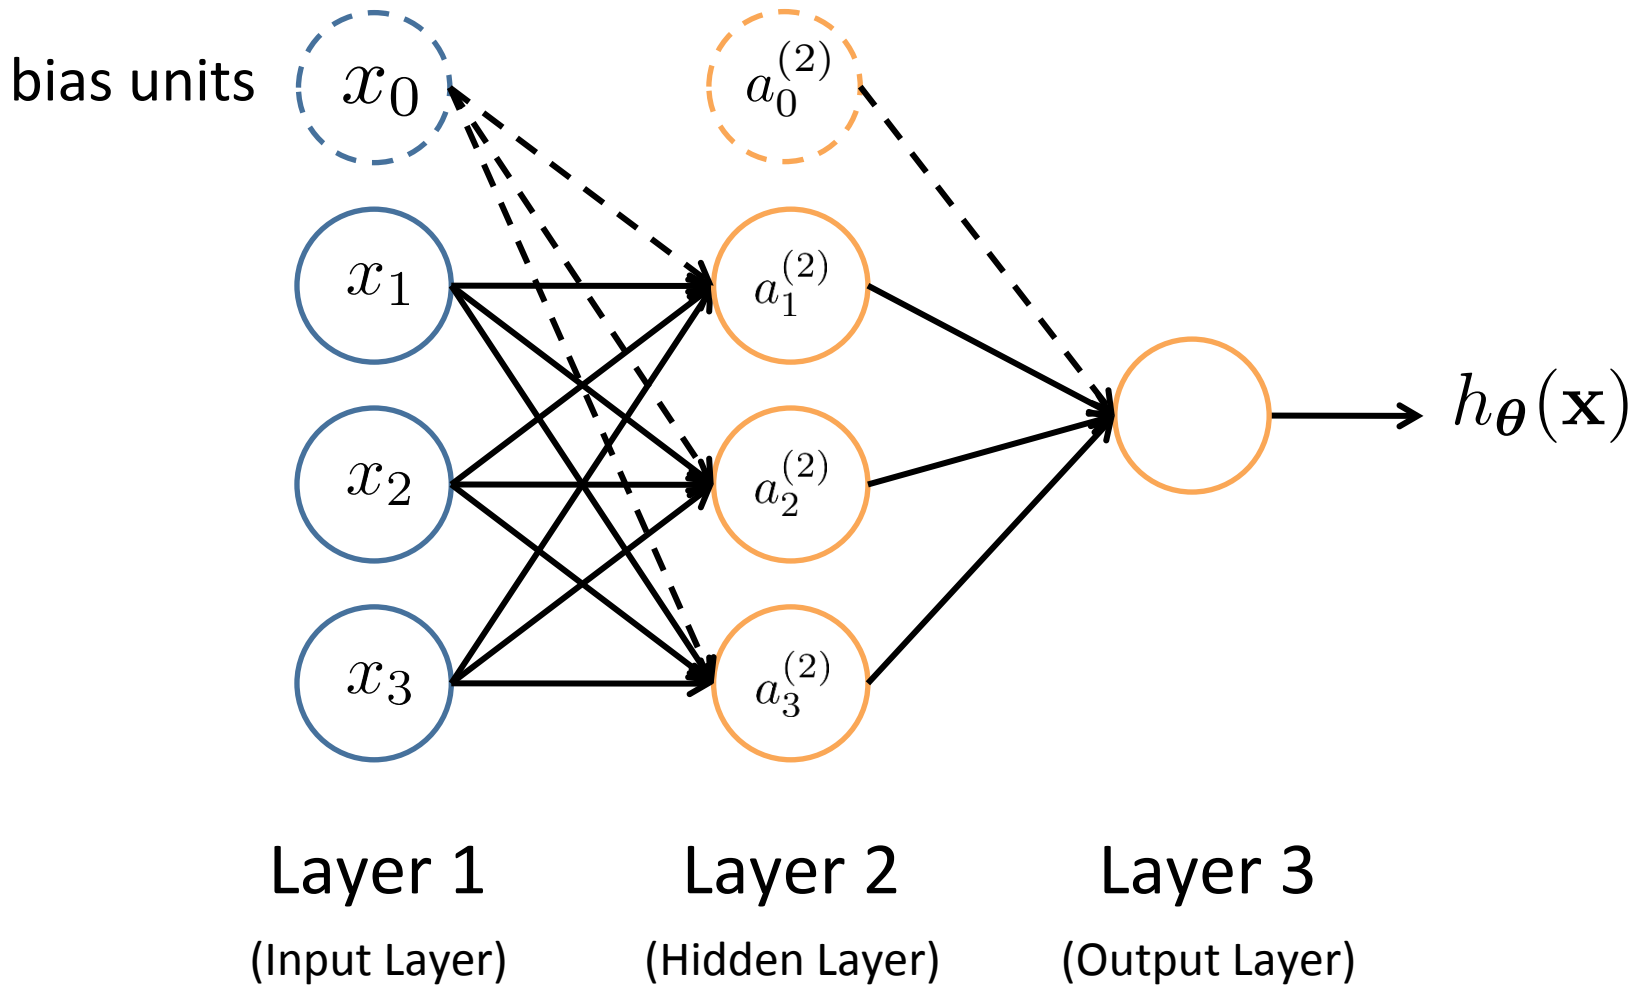 bias units
x₀
a₀⁽²⁾
x₁
a₁⁽²⁾
x₂
a₂⁽²⁾
x₃
a₃⁽²⁾
h_𝛉(𝐱)
Layer 1
Layer 2
Layer 3
(Input Layer)
(Hidden Layer)
(Output Layer)